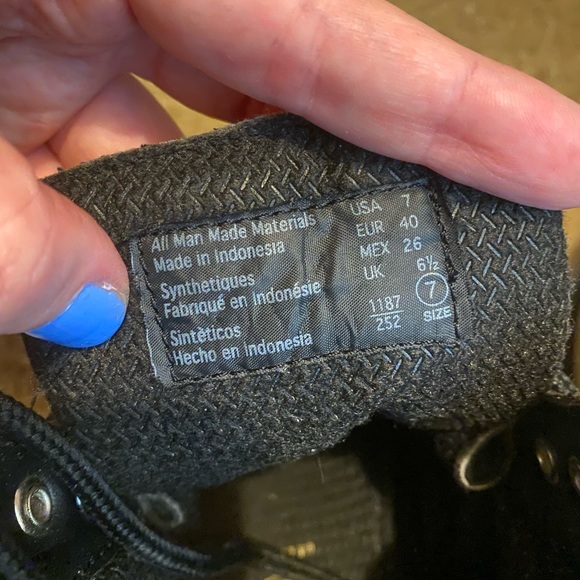 All Man Made Materials
Made in Indonesia
Synthetiques
Fabriqué en Indonésie
Sintèticos
Hecho en Indonesia
USA 7
EUR 40
MEX 26
UK 6½
1187
252
7
SIZE